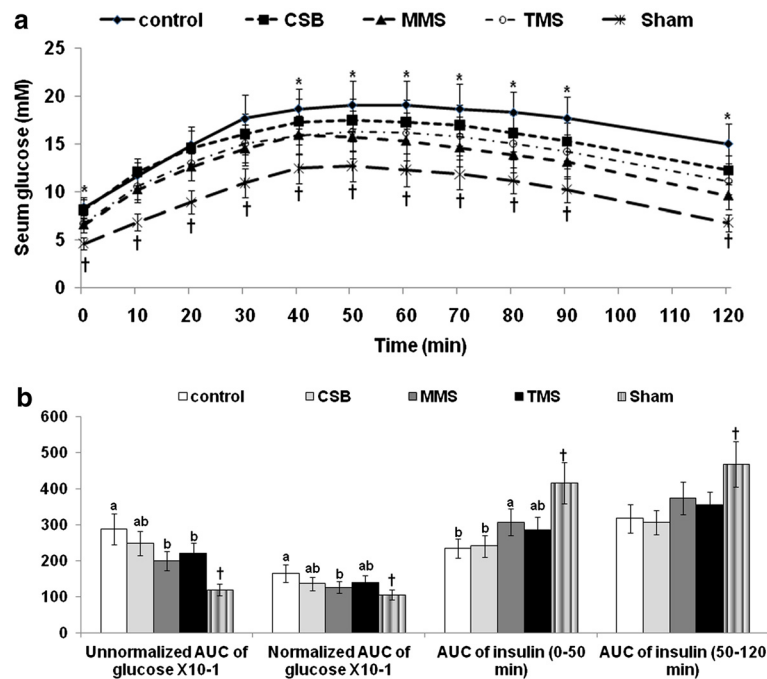 a
control CSB MMS TMS Sham
Seum glucose (mM)
25
20
15
10
5
0
* * * * * * * *
† † † † † † † † † † †
0 10 20 30 40 50 60 70 80 90 100 110 120
Time (min)
b
control CSB MMS TMS Sham
600
500
400
300
200
100
0
a ab b b †
a ab b ab †
b b a ab †
†
Unnormalized AUC of glucose X10-1
Normalized AUC of glucose X10-1
AUC of insulin (0-50 min)
AUC of insulin (50-120 min)